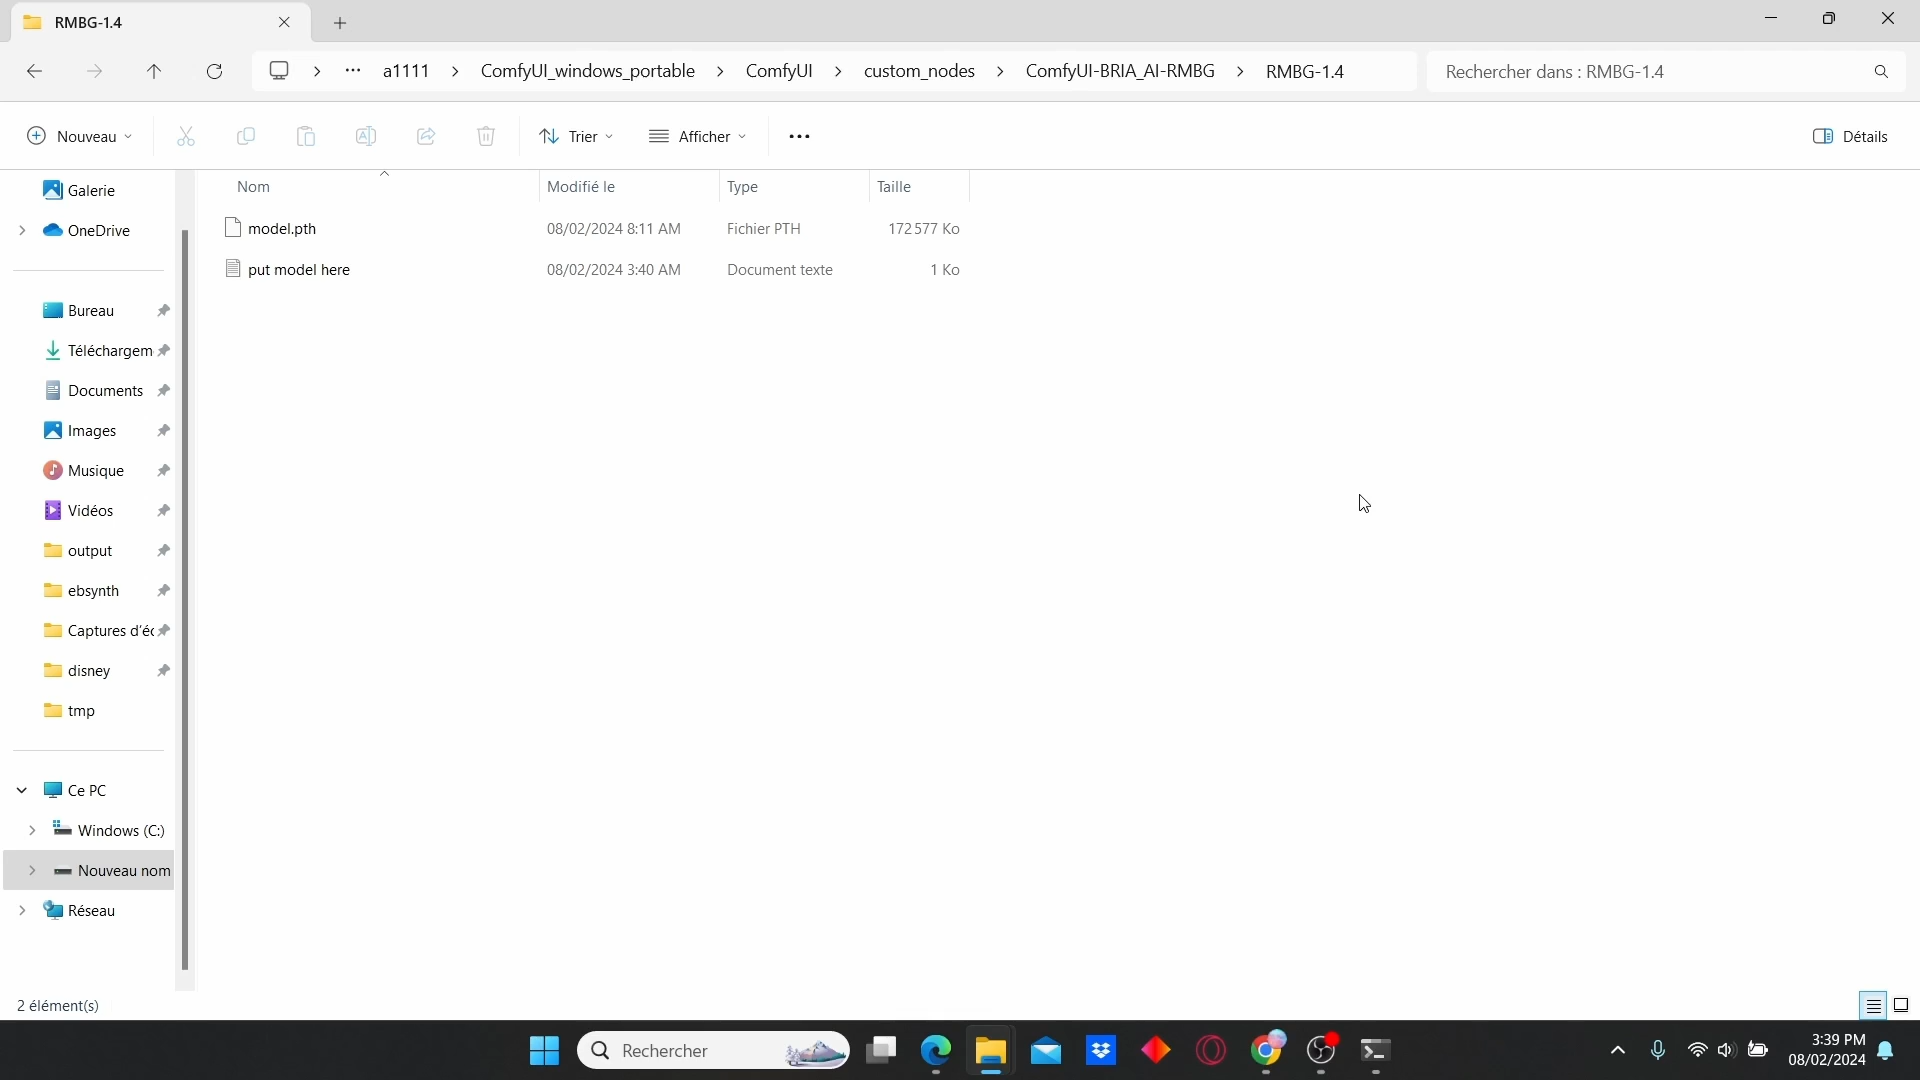 RMBG-1.4
a1111 > ComfyUI_windows_portable > ComfyUI > custom_nodes > ComfyUI-BRIA_AI-RMBG > RMBG-1.4
Rechercher dans : RMBG-1.4
Nouveau
Trier
Afficher
Détails
Nom Modifié le Type Taille
model.pth 08/02/2024 8:11 AM Fichier PTH 172 577 Ko
put model here 08/02/2024 3:40 AM Document texte 1 Ko
Galerie
OneDrive
Bureau
Téléchargem
Documents
Images
Musique
Vidéos
output
ebsynth
Captures d'éc
disney
tmp
Ce PC
Windows (C:)
Nouveau nom
Réseau
2 élément(s)
Rechercher
3:39 PM
08/02/2024